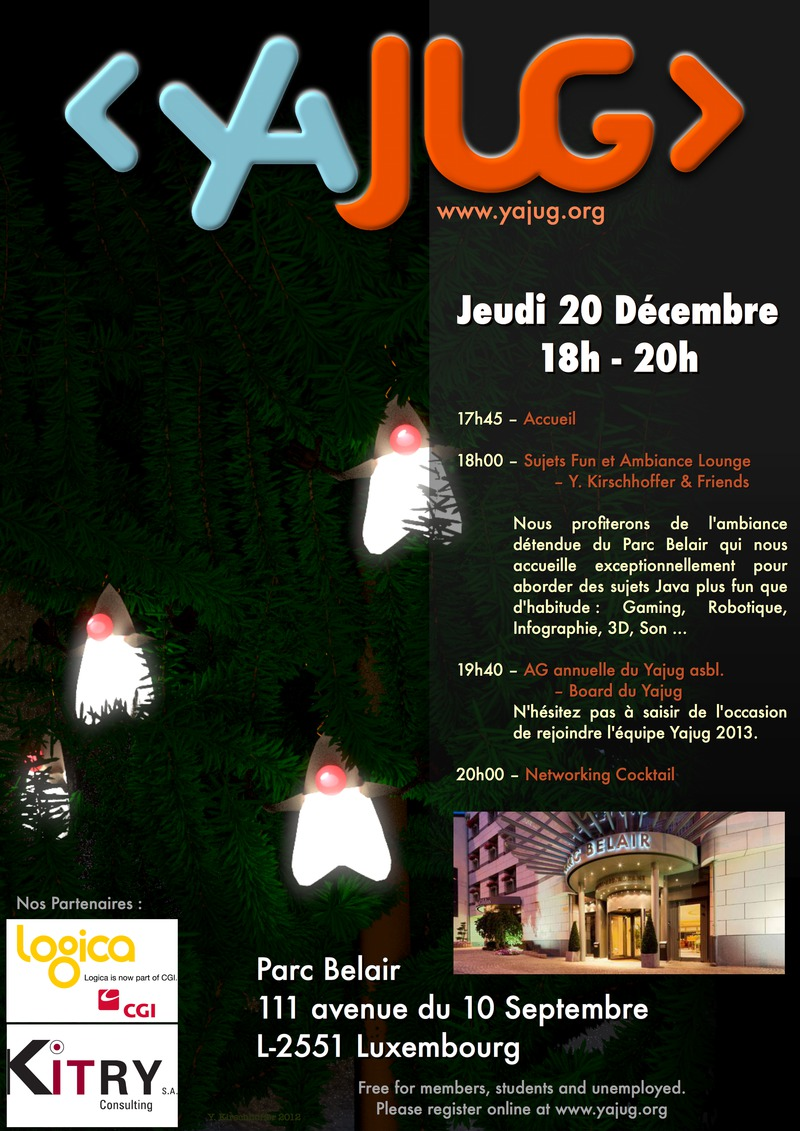 <YAJUG>
www.yajug.org
Jeudi 20 Décembre
18h - 20h
17h45 – Accueil
18h00 – Sujets Fun et Ambiance Lounge
– Y. Kirschhoffer & Friends
Nous profiterons de l'ambiance
détendue du Parc Belair qui nous
accueille exceptionnellement pour
aborder des sujets Java plus fun que
d'habitude : Gaming, Robotique,
Infographie, 3D, Son ...
19h40 – AG annuelle du Yajug asbl.
– Board du Yajug
N'hésitez pas à saisir de l'occasion
de rejoindre l'équipe Yajug 2013.
20h00 – Networking Cocktail
PARC BELAIR
Nos Partenaires :
logica
Logica is now part of CGI.
CGI
KITRY S.A.
Consulting
Parc Belair
111 avenue du 10 Septembre
L-2551 Luxembourg
Free for members, students and unemployed.
Please register online at www.yajug.org
Y. Kirschhoffer 2012